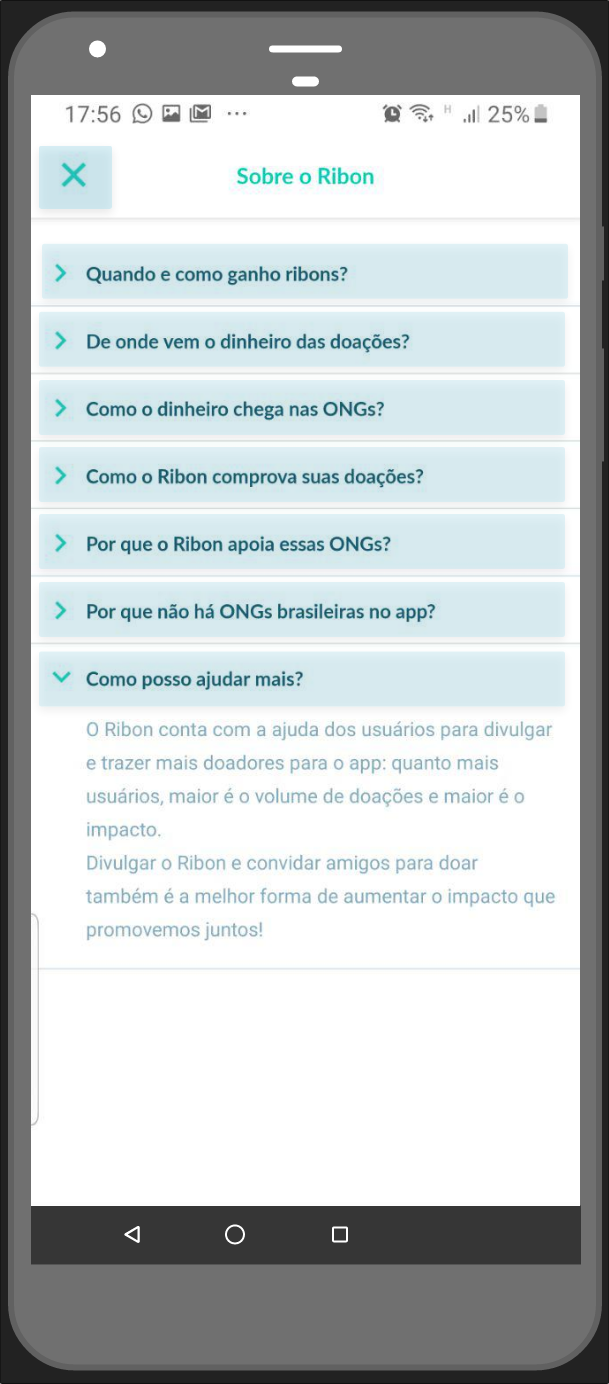 17:56 ... H 25%
Sobre o Ribon
Quando e como ganho ribons?
De onde vem o dinheiro das doações?
Como o dinheiro chega nas ONGs?
Como o Ribon comprova suas doações?
Por que o Ribon apoia essas ONGs?
Por que não há ONGs brasileiras no app?
Como posso ajudar mais?
O Ribon conta com a ajuda dos usuários para divulgar
e trazer mais doadores para o app: quanto mais
usuários, maior é o volume de doações e maior é o
impacto.
Divulgar o Ribon e convidar amigos para doar
também é a melhor forma de aumentar o impacto que
promovemos juntos!